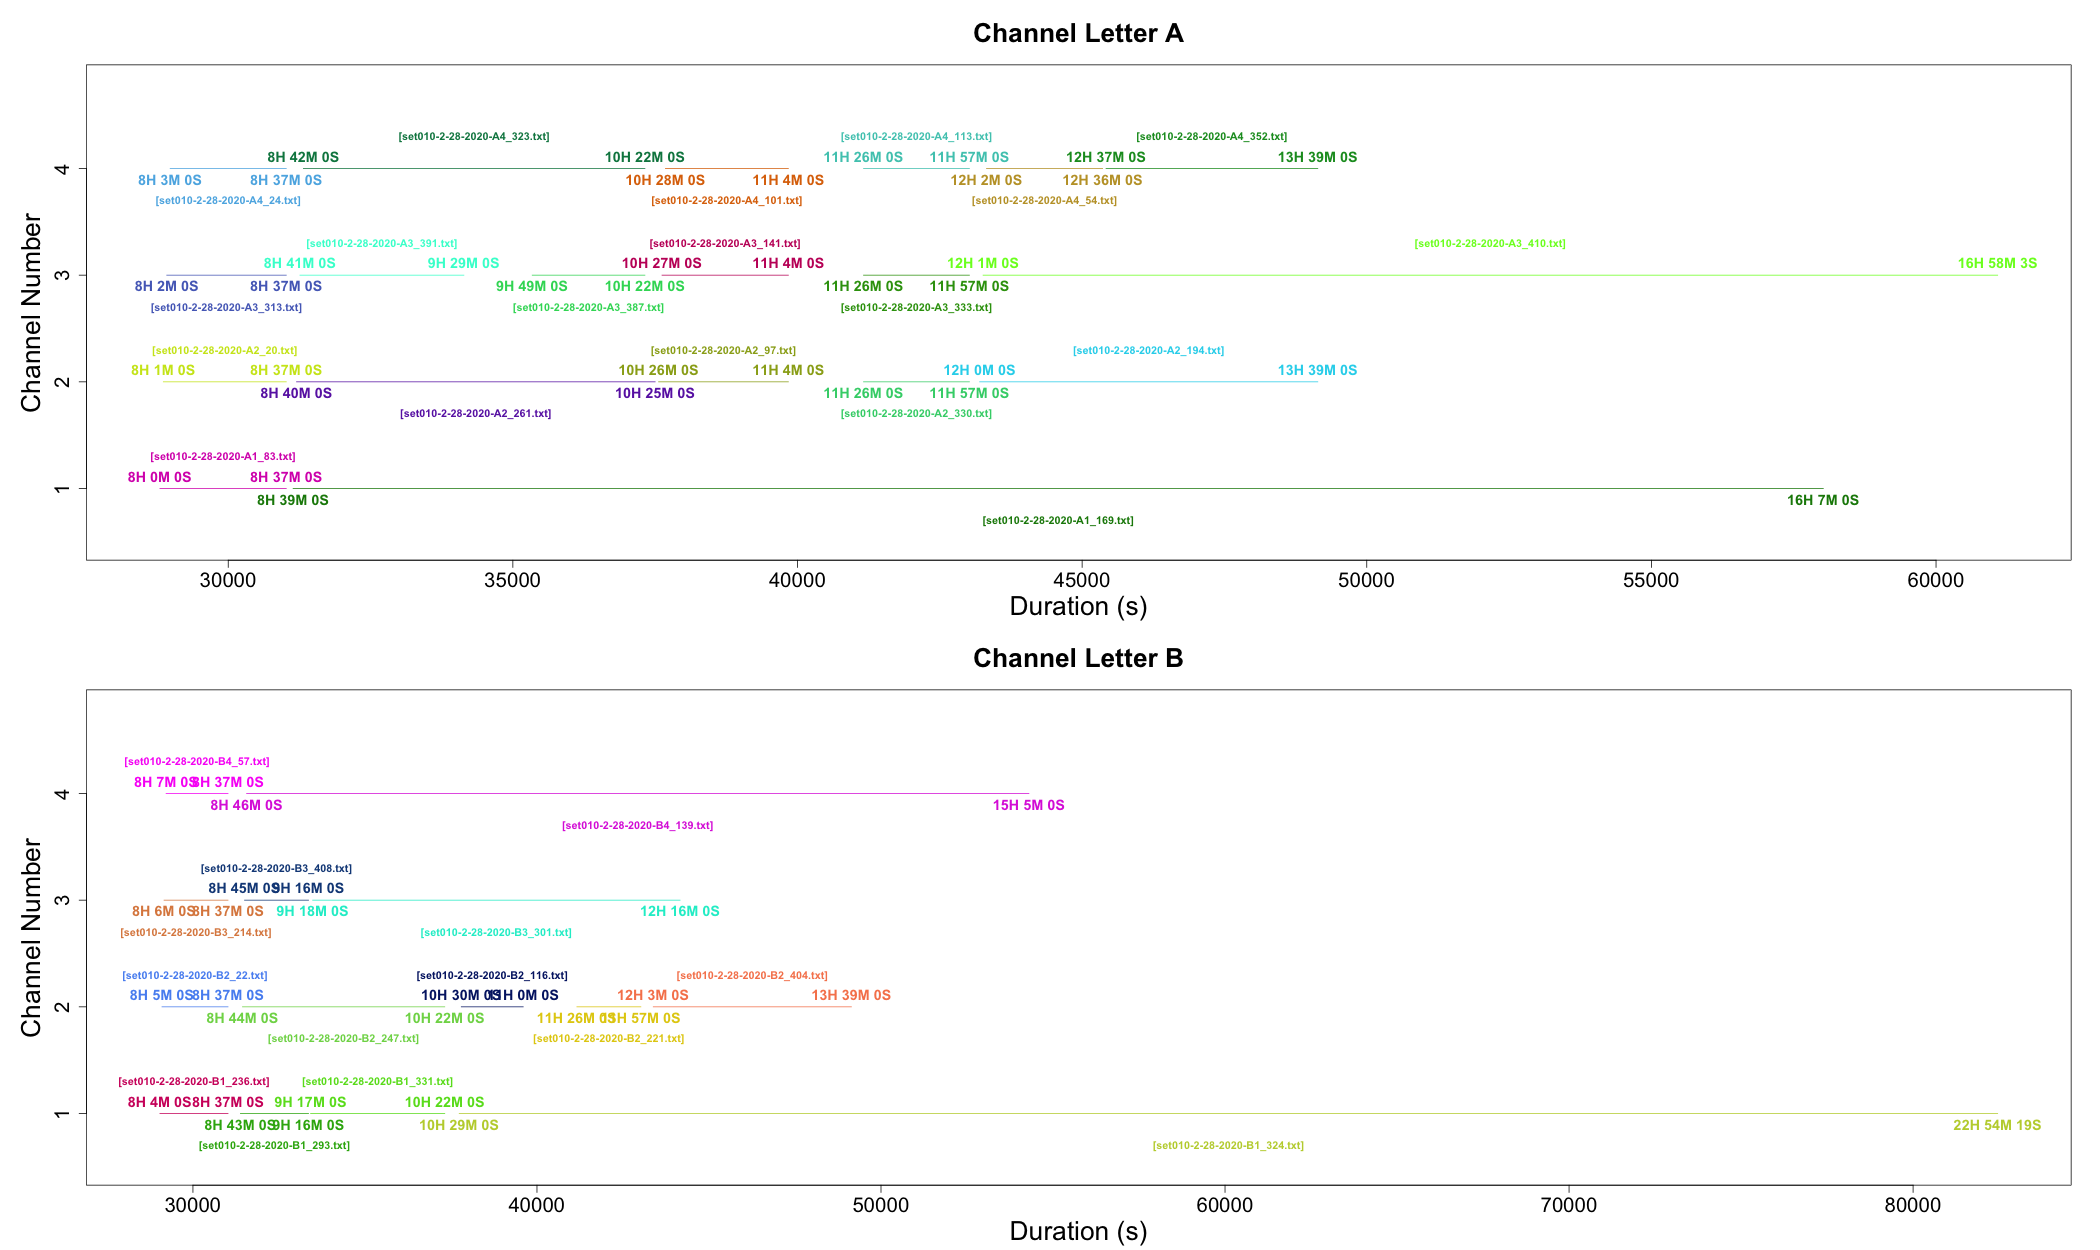 Channel Letter A
Channel Number
4
[set010-2-28-2020-A4_323.txt] [set010-2-28-2020-A4_113.txt] [set010-2-28-2020-A4_352.txt]
8H 42M 0S 10H 22M 0S 11H 26M 0S 11H 57M 0S 12H 37M 0S 13H 39M 0S
8H 3M 0S 8H 37M 0S 10H 28M 0S 11H 4M 0S 12H 2M 0S 12H 36M 0S
[set010-2-28-2020-A4_24.txt] [set010-2-28-2020-A4_101.txt] [set010-2-28-2020-A4_54.txt]
3
[set010-2-28-2020-A3_391.txt] [set010-2-28-2020-A3_141.txt] [set010-2-28-2020-A3_410.txt]
8H 41M 0S 9H 29M 0S 10H 27M 0S 11H 4M 0S 12H 1M 0S 16H 58M 3S
8H 2M 0S 8H 37M 0S 9H 49M 0S 10H 22M 0S 11H 26M 0S 11H 57M 0S
[set010-2-28-2020-A3_313.txt] [set010-2-28-2020-A3_387.txt] [set010-2-28-2020-A3_333.txt]
2
[set010-2-28-2020-A2_20.txt] [set010-2-28-2020-A2_97.txt] [set010-2-28-2020-A2_194.txt]
8H 1M 0S 8H 37M 0S 10H 26M 0S 11H 4M 0S 12H 0M 0S 13H 39M 0S
8H 40M 0S 10H 25M 0S 11H 26M 0S 11H 57M 0S
[set010-2-28-2020-A2_261.txt] [set010-2-28-2020-A2_330.txt]
1
[set010-2-28-2020-A1_83.txt]
8H 0M 0S 8H 37M 0S
8H 39M 0S 16H 7M 0S
[set010-2-28-2020-A1_169.txt]
30000 35000 40000 45000 50000 55000 60000
Duration (s)
Channel Letter B
Channel Number
4
[set010-2-28-2020-B4_57.txt]
8H 7M 0S 8H 37M 0S
8H 46M 0S 15H 5M 0S
[set010-2-28-2020-B4_139.txt]
3
[set010-2-28-2020-B3_408.txt]
8H 45M 0S 9H 16M 0S
8H 6M 0S 8H 37M 0S 9H 18M 0S 12H 16M 0S
[set010-2-28-2020-B3_214.txt] [set010-2-28-2020-B3_301.txt]
2
[set010-2-28-2020-B2_22.txt] [set010-2-28-2020-B2_116.txt] [set010-2-28-2020-B2_404.txt]
8H 5M 0S 8H 37M 0S 10H 30M 0S 11H 0M 0S 12H 3M 0S 13H 39M 0S
8H 44M 0S 10H 22M 0S 11H 26M 0S 11H 57M 0S
[set010-2-28-2020-B2_247.txt] [set010-2-28-2020-B2_221.txt]
1
[set010-2-28-2020-B1_236.txt] [set010-2-28-2020-B1_331.txt]
8H 4M 0S 8H 37M 0S 9H 17M 0S 10H 22M 0S
8H 43M 0S 9H 16M 0S 10H 29M 0S 22H 54M 19S
[set010-2-28-2020-B1_293.txt] [set010-2-28-2020-B1_324.txt]
30000 40000 50000 60000 70000 80000
Duration (s)